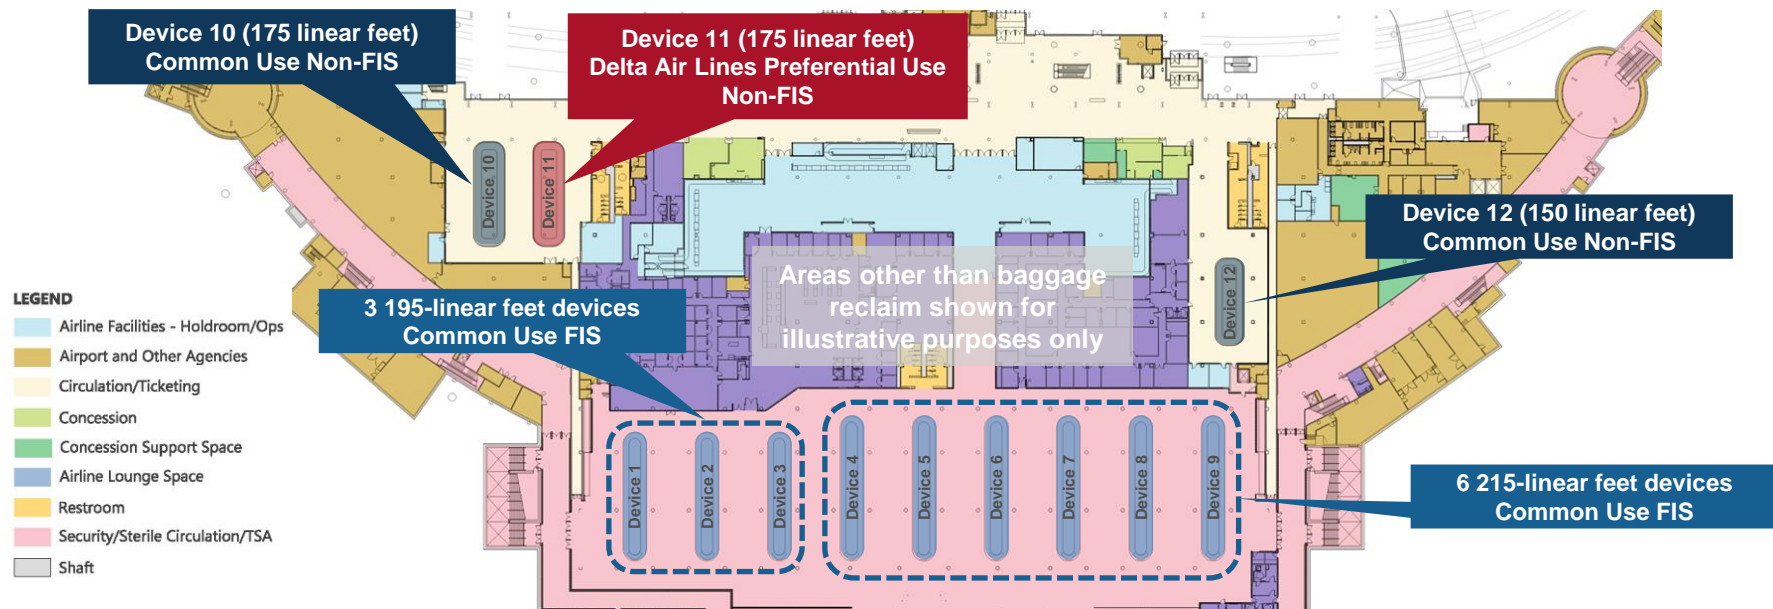 Device 10 (175 linear feet)
Common Use Non-FIS
Device 11 (175 linear feet)
Delta Air Lines Preferential Use
Non-FIS
Device 10
Device 11
Device 12 (150 linear feet)
Common Use Non-FIS
Device 12
Areas other than baggage
reclaim shown for
illustrative purposes only
3 195-linear feet devices
Common Use FIS
LEGEND
Airline Facilities - Holdroom/Ops
Airport and Other Agencies
Circulation/Ticketing
Concession
Concession Support Space
Airline Lounge Space
Restroom
Security/Sterile Circulation/TSA
Shaft
Device 1
Device 2
Device 3
Device 4
Device 5
Device 6
Device 7
Device 8
Device 9
6 215-linear feet devices
Common Use FIS